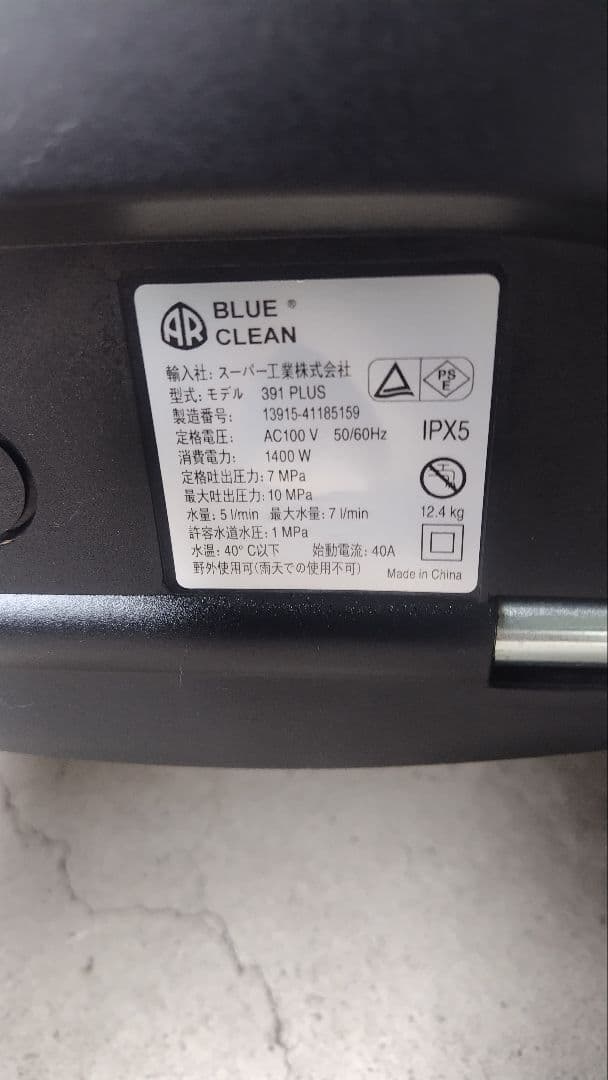 AR BLUE ® CLEAN
輸入社: スーパー工業株式会社
型式: モデル 391 PLUS
PS E
製造番号: 13915-41185159
定格電圧: AC100 V 50/60Hz
IPX5
消費電力: 1400 W
定格吐出圧力: 7 MPa
最大吐出圧力: 10 MPa
水量: 5 l/min 最大水量: 7 l/min
12.4 kg
許容水道水圧: 1 MPa
水温: 40°C以下 始動電流: 40A
野外使用可(雨天での使用不可)
Made in China